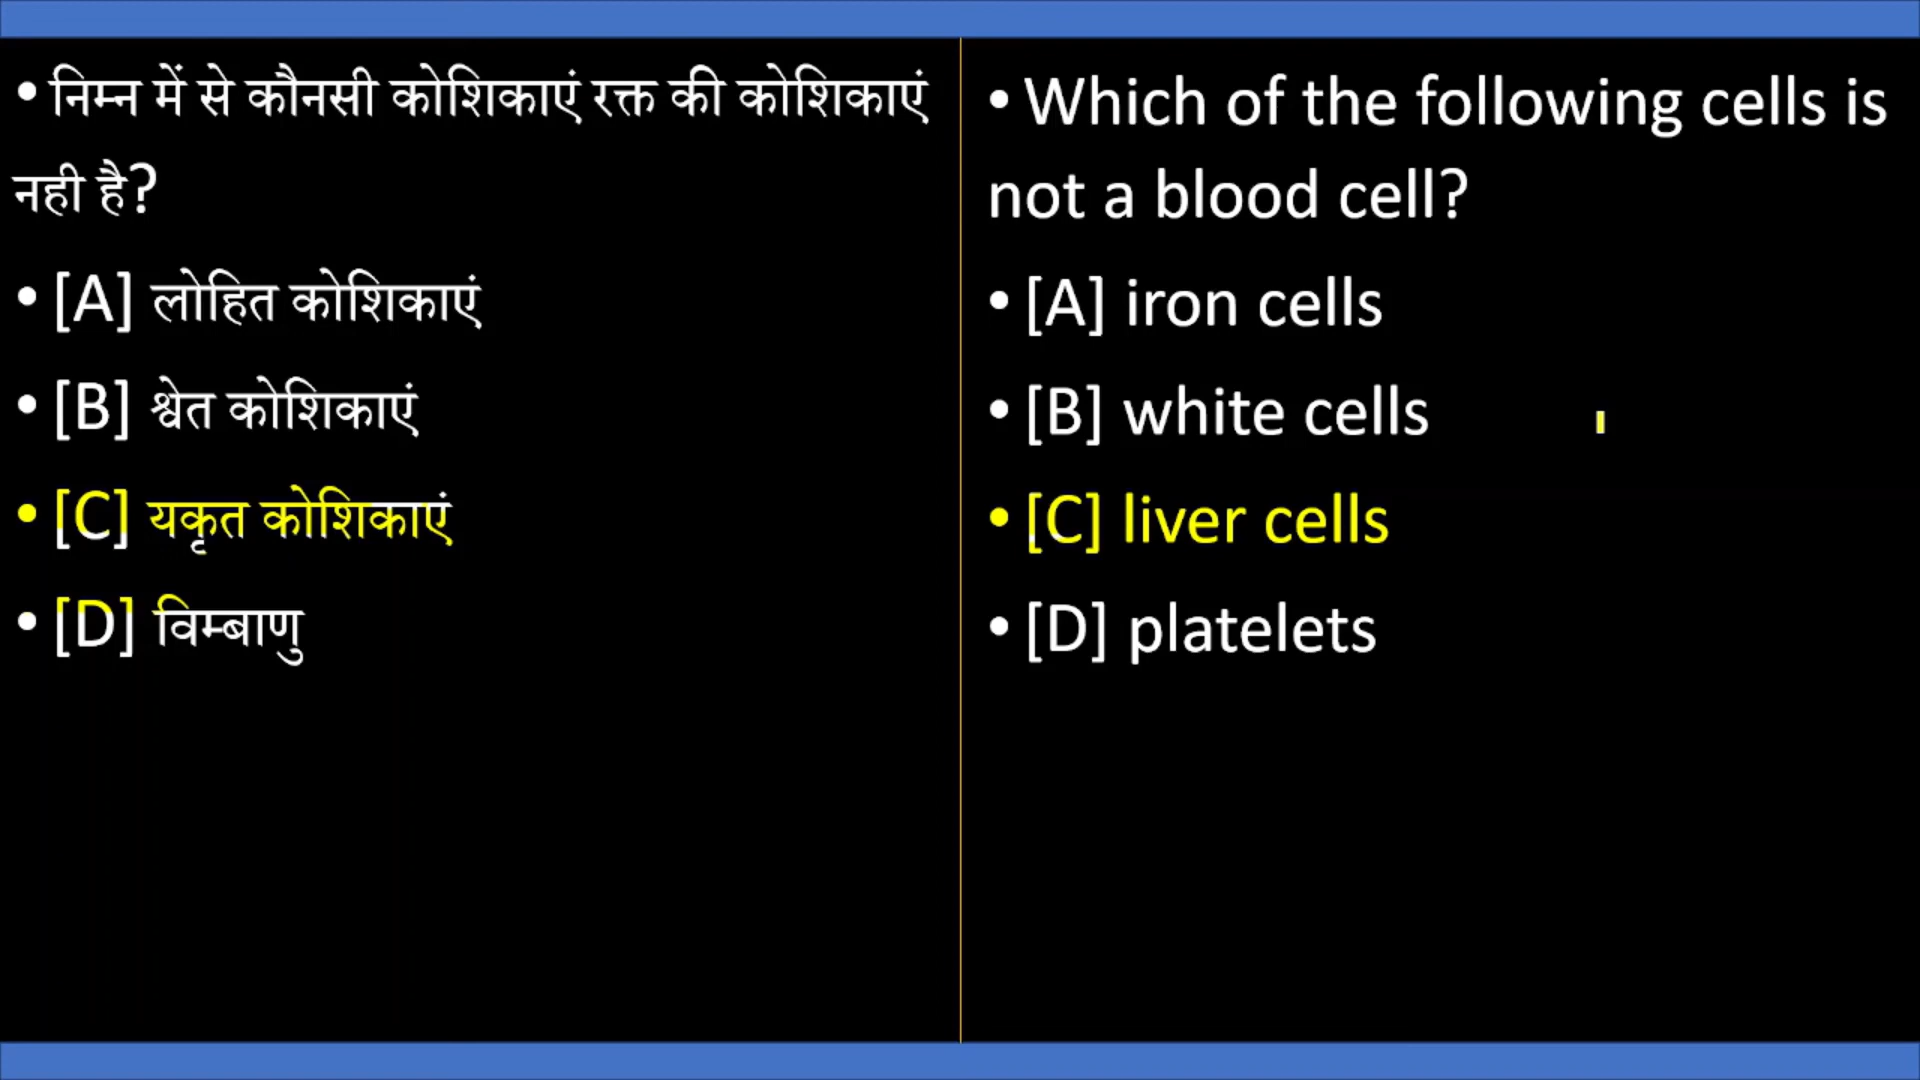 • निम्न में से कौनसी कोशिकाएं रक्त की कोशिकाएं
नही है?
• [A] लोहित कोशिकाएं
• [B] श्वेत कोशिकाएं
• [C] यकृत कोशिकाएं
• [D] विम्बाणु
• Which of the following cells is
not a blood cell?
• [A] iron cells
• [B] white cells
• [C] liver cells
• [D] platelets